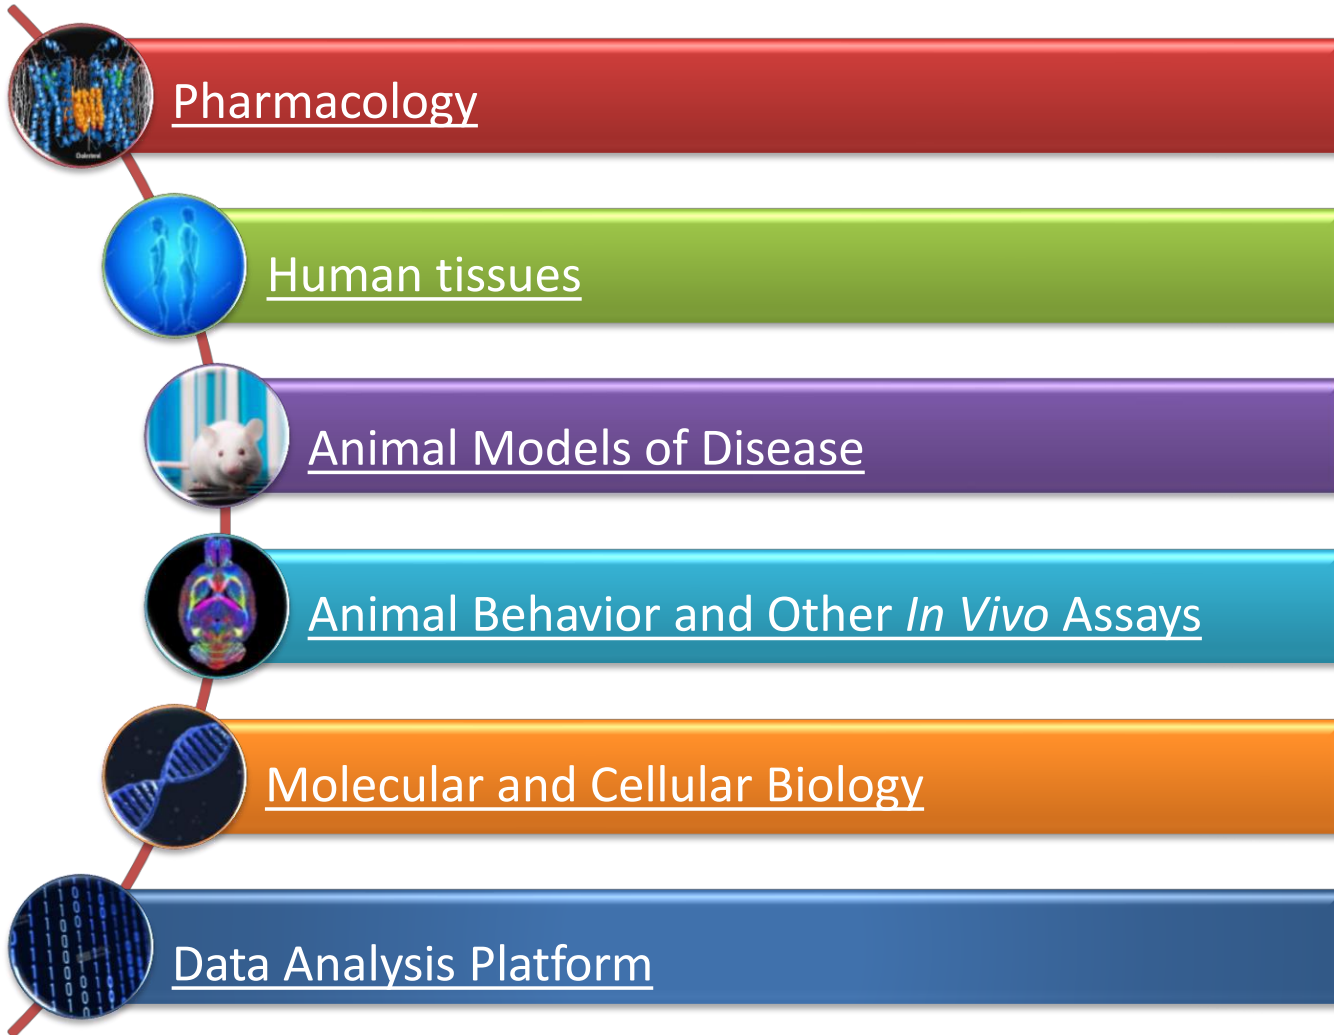 Pharmacology
Human tissues
Animal Models of Disease
Animal Behavior and Other In Vivo Assays
Molecular and Cellular Biology
Data Analysis Platform